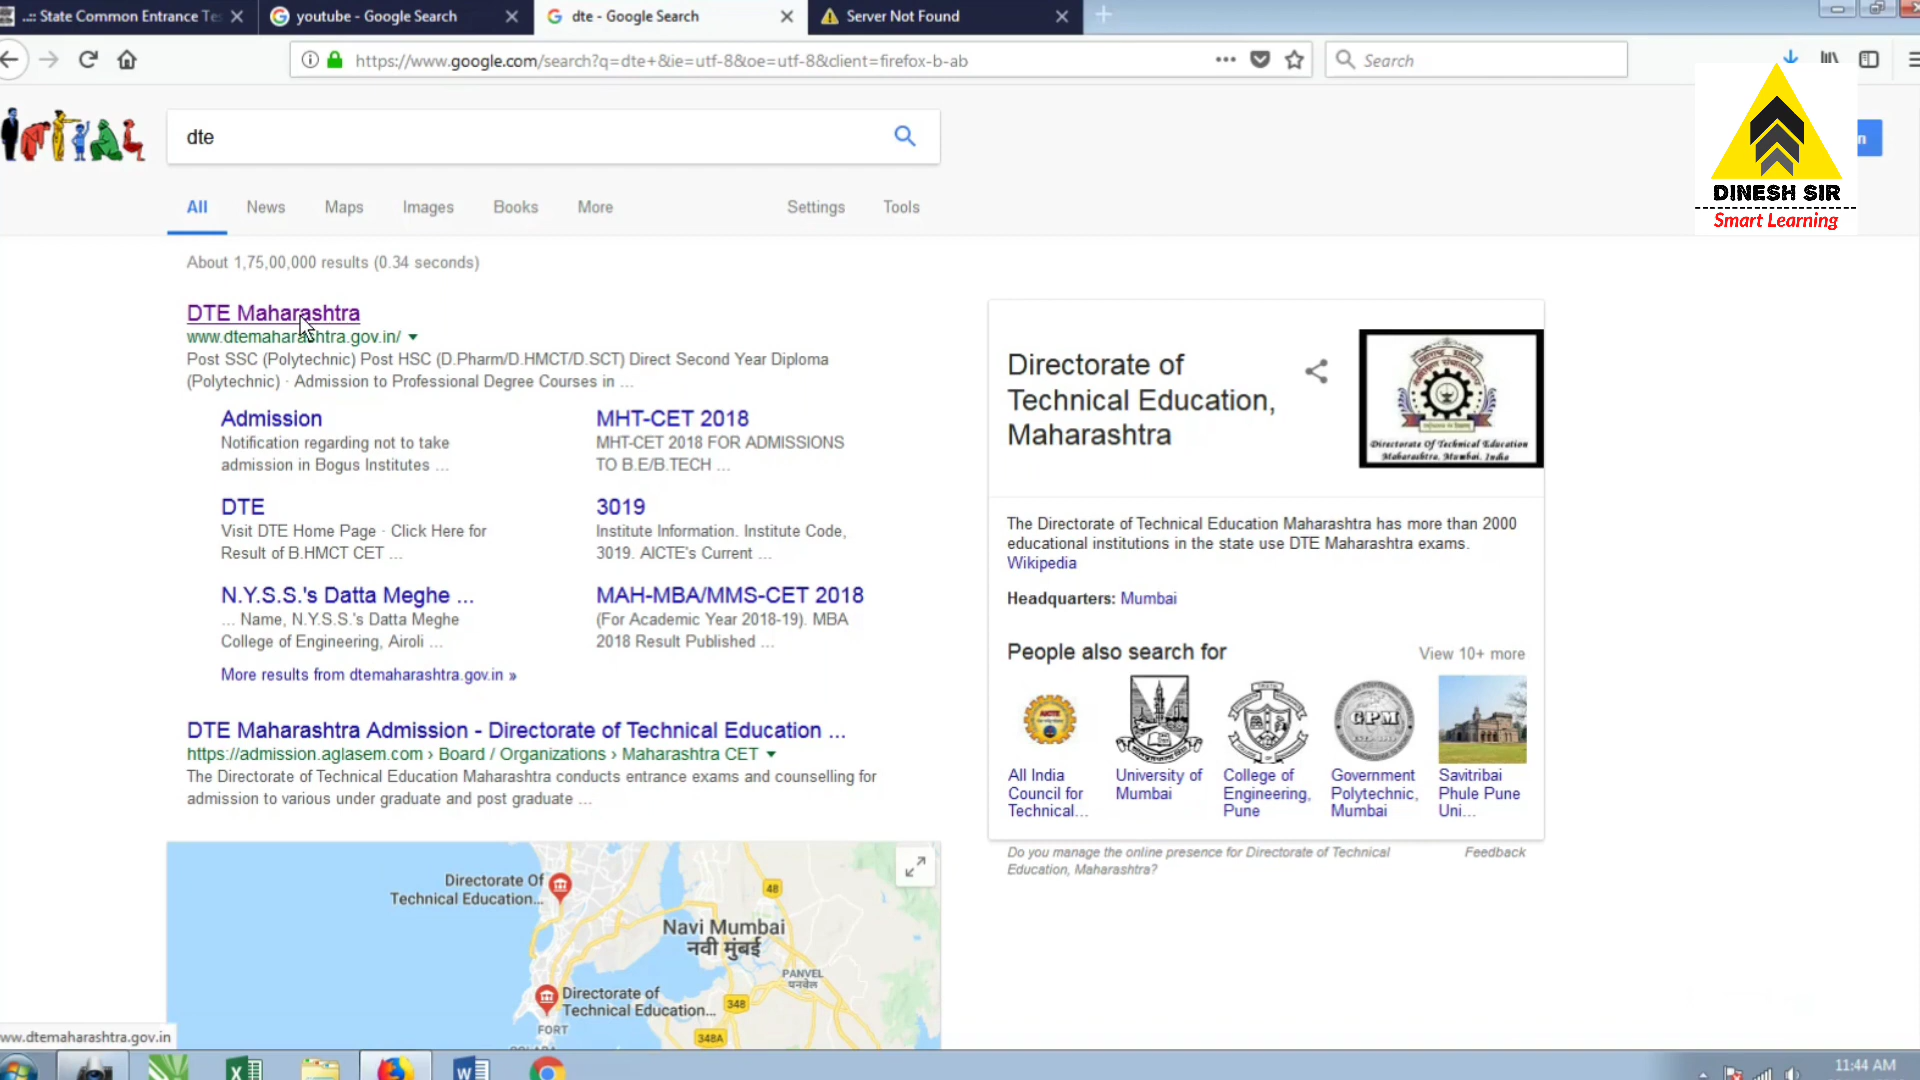 ..:: State Common Entrance Te
youtube - Google Search
dte - Google Search
Server Not Found
https://www.google.com/search?q=dte+&ie=utf-8&oe=utf-8&client=firefox-b-ab
Search
dte
DINESH SIR
Smart Learning
All
News
Maps
Images
Books
More
Settings
Tools
About 1,75,00,000 results (0.34 seconds)
DTE Maharashtra
www.dtemaharashtra.gov.in/
Post SSC (Polytechnic) Post HSC (D.Pharm/D.HMCT/D.SCT) Direct Second Year Diploma
(Polytechnic) · Admission to Professional Degree Courses in ...
Admission
Notification regarding not to take
admission in Bogus Institutes ...
MHT-CET 2018
MHT-CET 2018 FOR ADMISSIONS
TO B.E/B.TECH ...
DTE
Visit DTE Home Page · Click Here for
Result of B.HMCT CET ...
3019
Institute Information. Institute Code,
3019. AICTE's Current ...
N.Y.S.S.'s Datta Meghe ...
... Name, N.Y.S.S.'s Datta Meghe
College of Engineering, Airoli ...
MAH-MBA/MMS-CET 2018
(For Academic Year 2018-19). MBA
2018 Result Published ...
More results from dtemaharashtra.gov.in »
DTE Maharashtra Admission - Directorate of Technical Education ...
https://admission.aglasem.com › Board / Organizations › Maharashtra CET
The Directorate of Technical Education Maharashtra conducts entrance exams and counselling for
admission to various under graduate and post graduate ...
Directorate Of
Technical Education...
Navi Mumbai
नवी मुंबई
48
PANVEL
पनवेल
Directorate of
Technical Education...
FORT
348
348A
Directorate of
Technical Education,
Maharashtra
Directorate Of Technical Education
Maharashtra, Mumbai, India
The Directorate of Technical Education Maharashtra has more than 2000
educational institutions in the state use DTE Maharashtra exams.
Wikipedia
Headquarters: Mumbai
People also search for
View 10+ more
AICTE
GPM
All India
Council for
Technical...
University of
Mumbai
College of
Engineering,
Pune
Government
Polytechnic,
Mumbai
Savitribai
Phule Pune
Uni...
Do you manage the online presence for Directorate of Technical
Education, Maharashtra?
Feedback
ww.dtemaharashtra.gov.in
11:44 AM